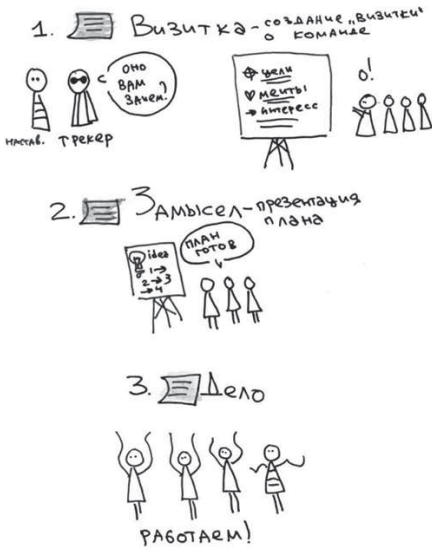 1. Визитка - создание „визитки"
о команде
оно
вам
зачем?
настав. трекер
цели
мечты
интересс
о!
2. Замысел - презентация
плана
idea
1→
2→3
→4
план
готов
3. Дело
работаем!